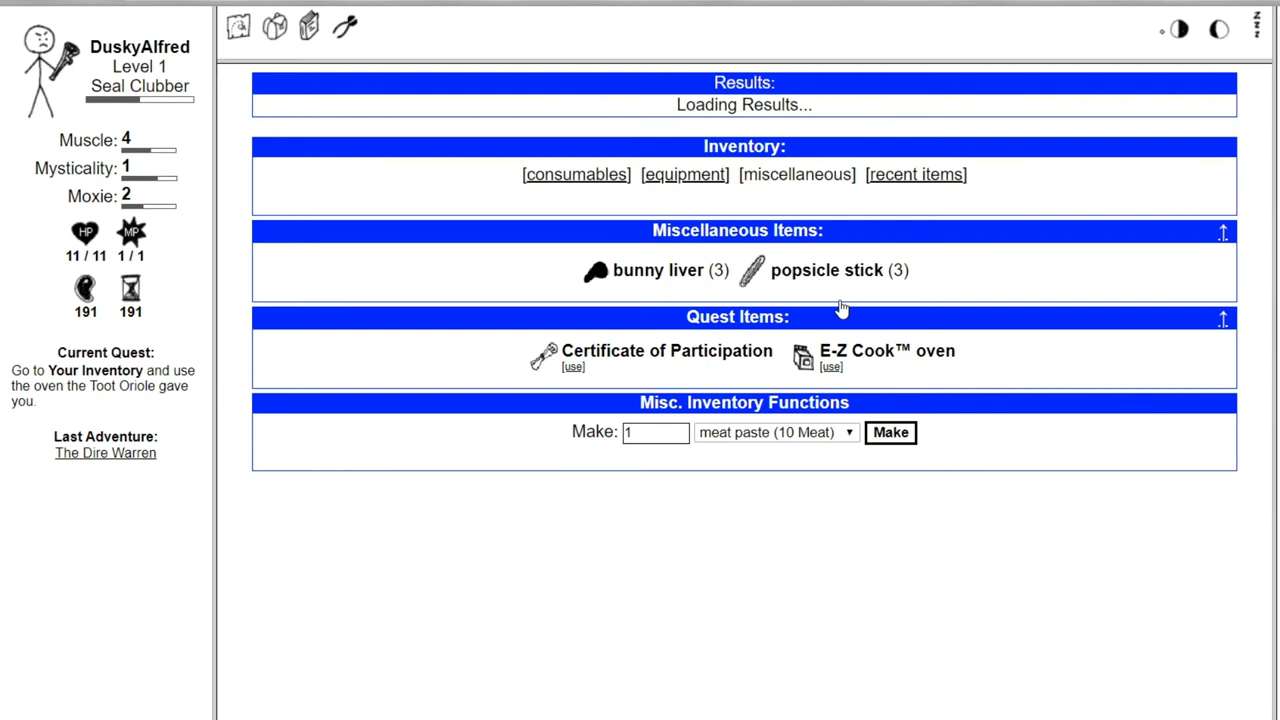 DuskyAlfred
Level 1
Seal Clubber
Muscle: 4
Mysticality: 1
Moxie: 2
HP MP
11 / 11 1 / 1
191 191
Current Quest:
Go to Your Inventory and use
the oven the Toot Oriole gave
you.
Last Adventure:
The Dire Warren
Z
z
z
Results:
Loading Results...
Inventory:
[consumables] [equipment] [miscellaneous] [recent items]
Miscellaneous Items:
bunny liver (3) popsicle stick (3)
Quest Items:
Certificate of Participation E-Z Cook™ oven
[use] [use]
Misc. Inventory Functions
Make: 1 meat paste (10 Meat) Make